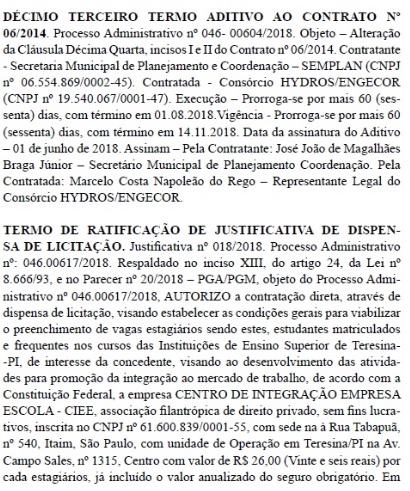 DÉCIMO TERCEIRO TERMO ADITIVO AO CONTRATO Nº
06/2014. Processo Administrativo nº 046- 00604/2018. Objeto – Alteração
da Cláusula Décima Quarta, incisos I e II do Contrato nº 06/2014. Contratante
- Secretaria Municipal de Planejamento e Coordenação – SEMPLAN (CNPJ
nº 06.554.869/0002-45). Contratada - Consórcio HYDROS/ENGECOR
(CNPJ nº 19.540.067/0001-47). Execução – Prorroga-se por mais 60 (ses-
senta) dias, com término em 01.08.2018.Vigência - Prorroga-se por mais 60
(sessenta) dias, com término em 14.11.2018. Data da assinatura do Aditivo
– 01 de junho de 2018. Assinam – Pela Contratante: José João de Magalhães
Braga Júnior – Secretário Municipal de Planejamento Coordenação. Pela
Contratada: Marcelo Costa Napoleão do Rego – Representante Legal do
Consórcio HYDROS/ENGECOR.
TERMO DE RATIFICAÇÃO DE JUSTIFICATIVA DE DISPEN-
SA DE LICITAÇÃO. Justificativa nº 018/2018. Processo Administrativo
nº: 046.00617/2018. Respaldado no inciso XIII, do artigo 24, da Lei nº
8.666/93, e no Parecer nº 20/2018 – PGA/PGM, objeto do Processo Admi-
nistrativo nº 046.00617/2018, AUTORIZO a contratação direta, através de
dispensa de licitação, visando estabelecer as condições gerais para viabilizar
o preenchimento de vagas estagiários sendo estes, estudantes matriculados
e frequentes nos cursos das Instituições de Ensino Superior de Teresina-
-PI, de interesse da concedente, visando ao desenvolvimento das ativida-
des para promoção da integração ao mercado de trabalho, de acordo com a
Constituição Federal, a empresa CENTRO DE INTEGRAÇÃO EMPRESA
ESCOLA - CIEE, associação filantrópica de direito privado, sem fins lucra-
tivos, inscrita no CNPJ nº 61.600.839/0001-55, com sede na á Rua Tabapuã,
nº 540, Itaim, São Paulo, com unidade de Operação em Teresina/PI na Av.
Campo Sales, nº 1315, Centro com valor de R$ 26,00 (Vinte e seis reais) por
cada estagiários, já incluído o valor anualizado do seguro obrigatório. Em